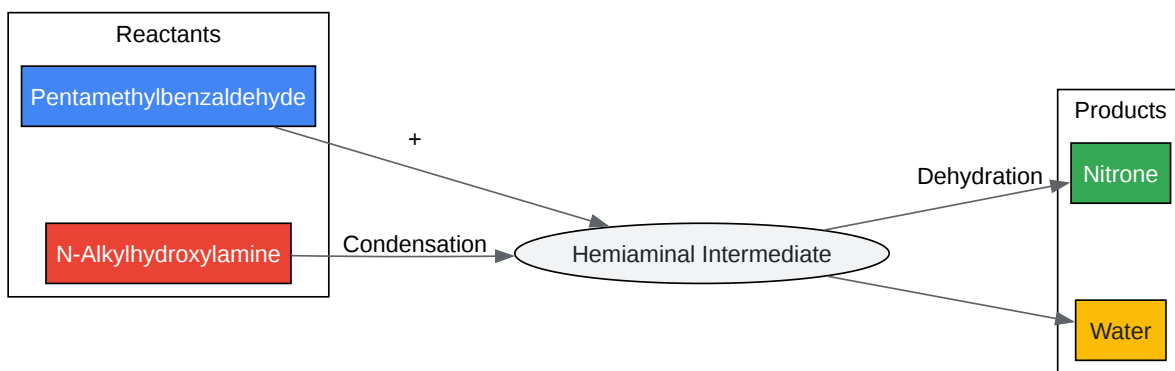 Reactants
Pentamethylbenzaldehyde
+
N-Alkylhydroxylamine
Condensation
Hemiaminal Intermediate
Dehydration
Products
Nitrone
Water